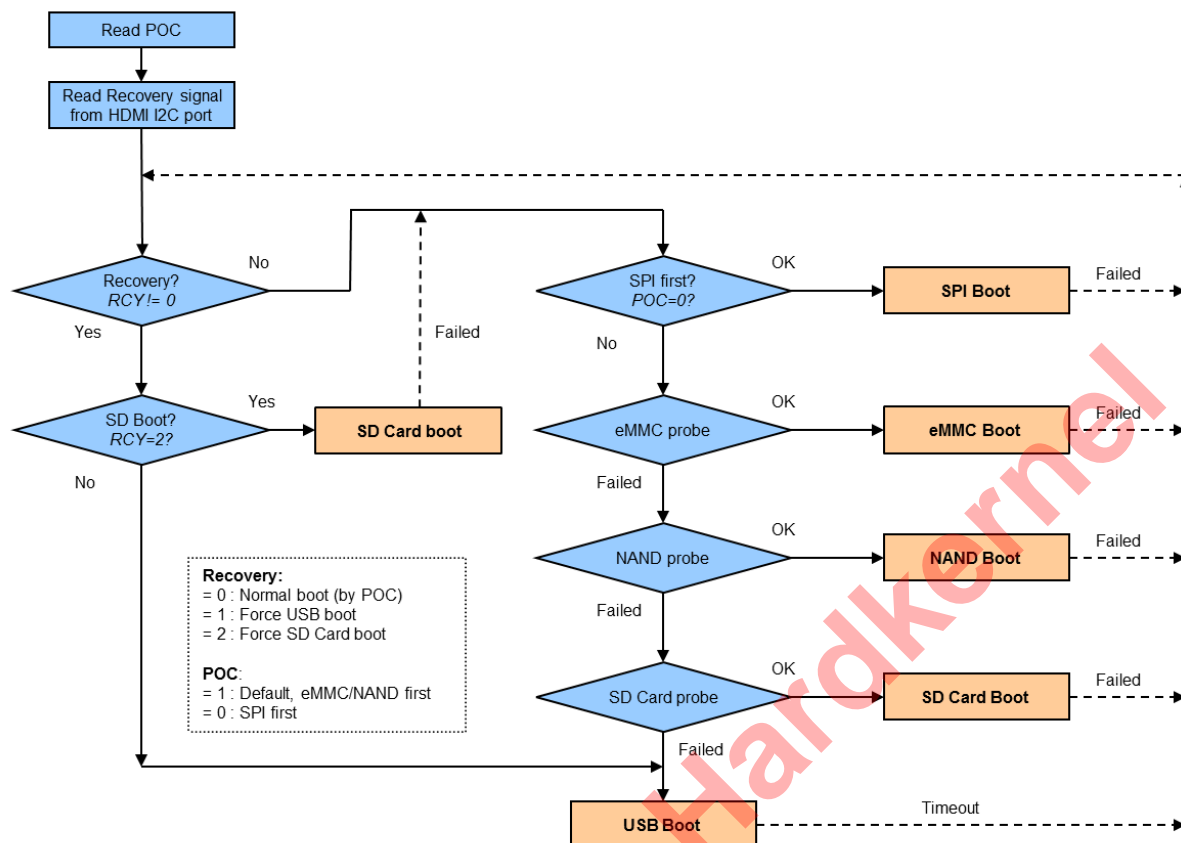 Read POC
Read Recovery signal
from HDMI I2C port
Recovery?
RCY!= 0
No
Yes
SD Boot?
RCY=2?
Yes
No
SD Card boot
Failed
SPI first?
POC=0?
OK
SPI Boot
Failed
No
eMMC probe
OK
eMMC Boot
Failed
Failed
NAND probe
OK
NAND Boot
Failed
Failed
SD Card probe
OK
SD Card Boot
Failed
Failed
USB Boot
Timeout
Recovery:
= 0 : Normal boot (by POC)
= 1 : Force USB boot
= 2 : Force SD Card boot
POC:
= 1 : Default, eMMC/NAND first
= 0 : SPI first
Hardkernel